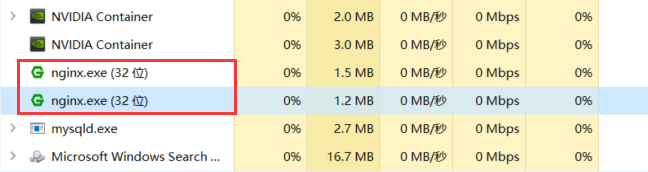 NVIDIA Container 0% 2.0 MB 0 MB/秒 0 Mbps 0%
NVIDIA Container 0% 3.0 MB 0 MB/秒 0 Mbps 0%
nginx.exe (32 位) 0% 1.5 MB 0 MB/秒 0 Mbps 0%
nginx.exe (32 位) 0% 1.2 MB 0 MB/秒 0 Mbps 0%
mysqld.exe 0% 2.7 MB 0 MB/秒 0 Mbps 0%
Microsoft Windows Search ... 0% 16.7 MB 0 MB/秒 0 Mbps 0%